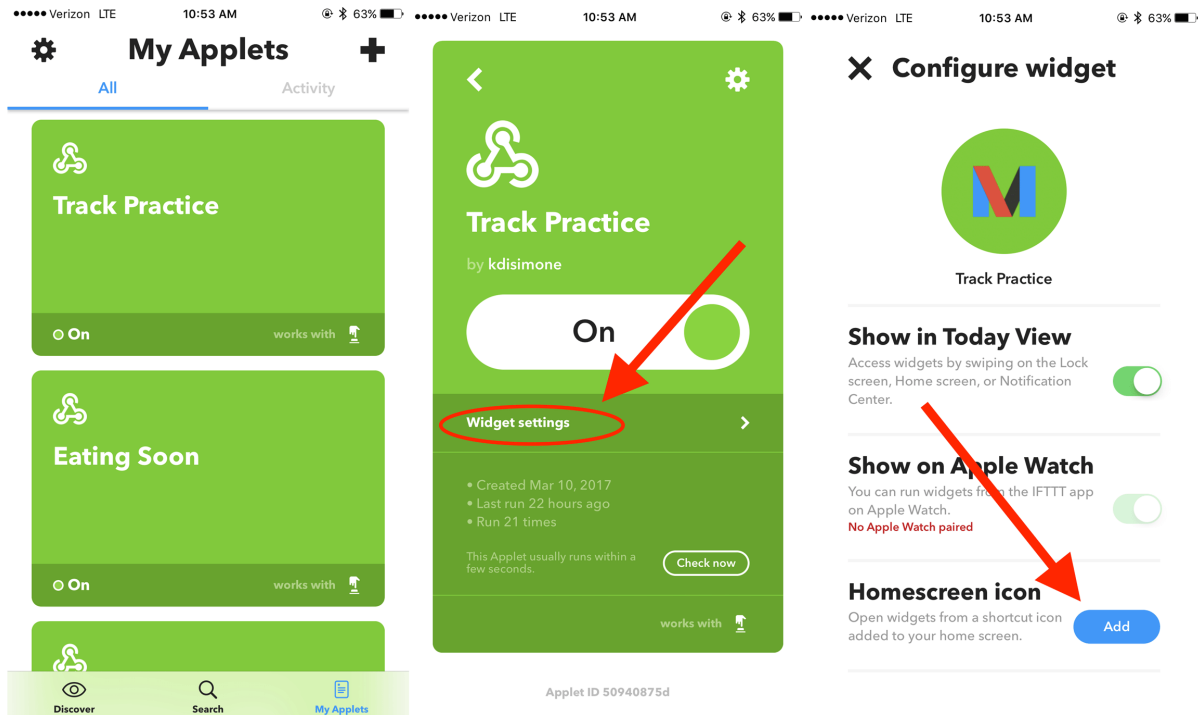 ●●●●● Verizon LTE 10:53 AM 63%
My Applets
All Activity
Track Practice
On works with
Eating Soon
On works with
Discover Search My Applets
●●●●● Verizon LTE 10:53 AM 63%
Track Practice
by kdisimone
On
Widget settings
• Created Mar 10, 2017
• Last run 22 hours ago
• Run 21 times
This Applet usually runs within a
few seconds.
Check now
works with
Applet ID 50940875d
●●●●● Verizon LTE 10:53 AM 63%
Configure widget
Track Practice
Show in Today View
Access widgets by swiping on the Lock
screen, Home screen, or Notification
Center.
Show on Apple Watch
You can run widgets from the IFTTT app
on Apple Watch.
No Apple Watch paired
Homescreen icon
Open widgets from a shortcut icon
added to your home screen.
Add